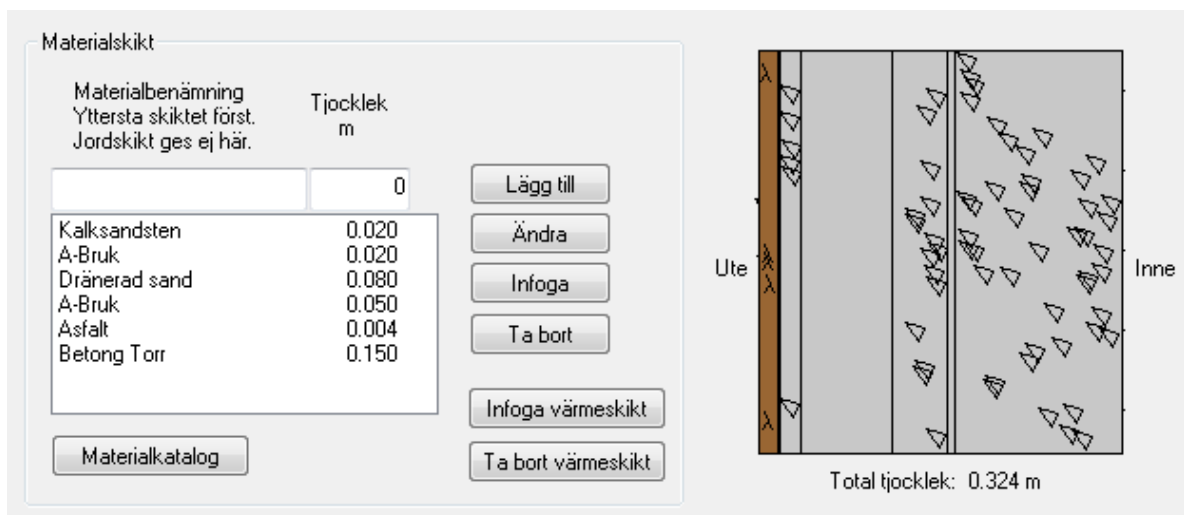 Materialskikt
Materialbenämning
Yttersta skiktet först.
Jordskikt ges ej här.
Tjocklek
m
0
Lägg till
Kalksandsten 0.020
A-Bruk 0.020
Dränerad sand 0.080
A-Bruk 0.050
Asfalt 0.004
Betong Torr 0.150
Ändra
Infoga
Ta bort
Infoga värmeskikt
Ta bort värmeskikt
Materialkatalog
Ute
Inne
Total tjocklek: 0.324 m